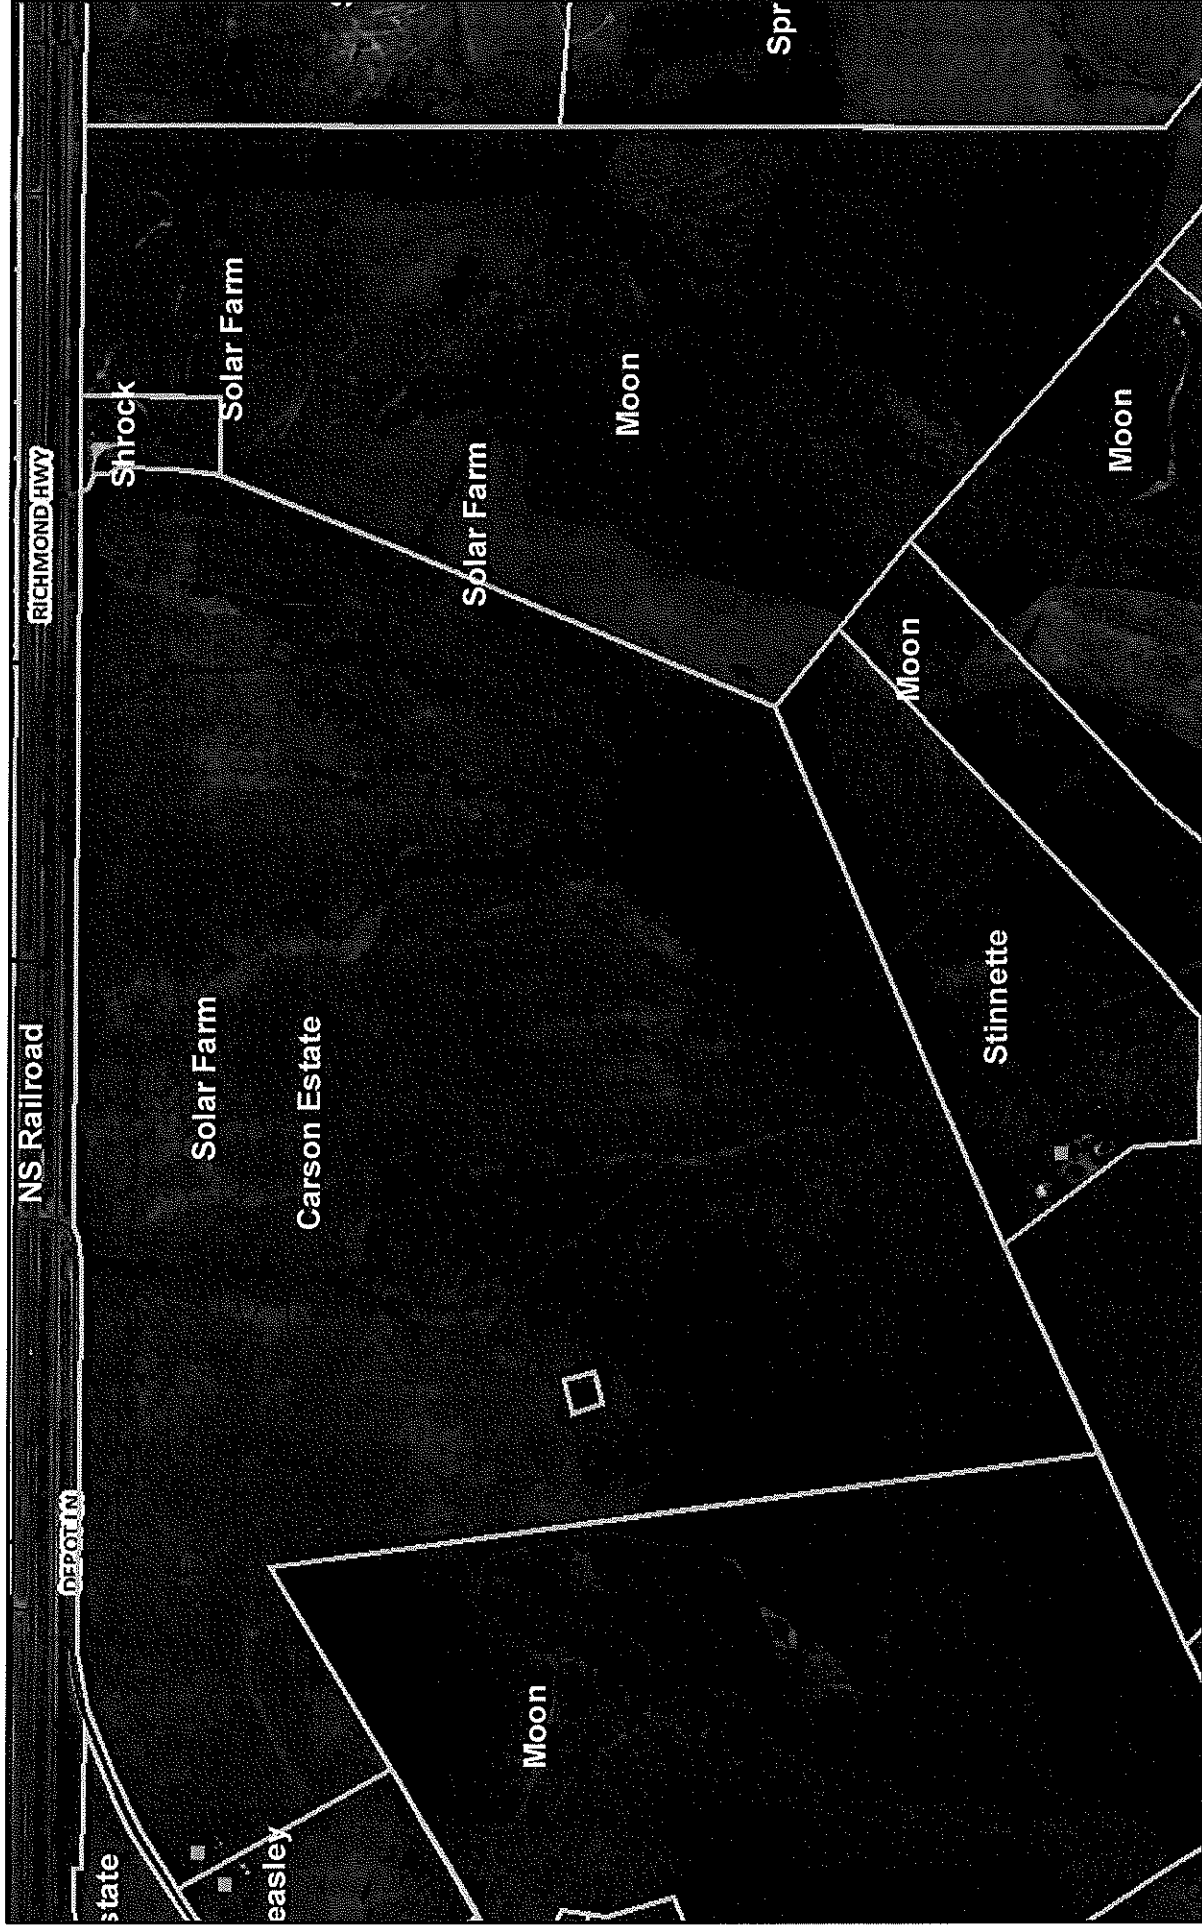 NS Railroad
RICHMOND HWY
DEPOT LN
state
easley
Shrock
Solar Farm
Solar Farm
Carson Estate
Solar Farm
Moon
Spr
Moon
Moon
Stinnette
Moon